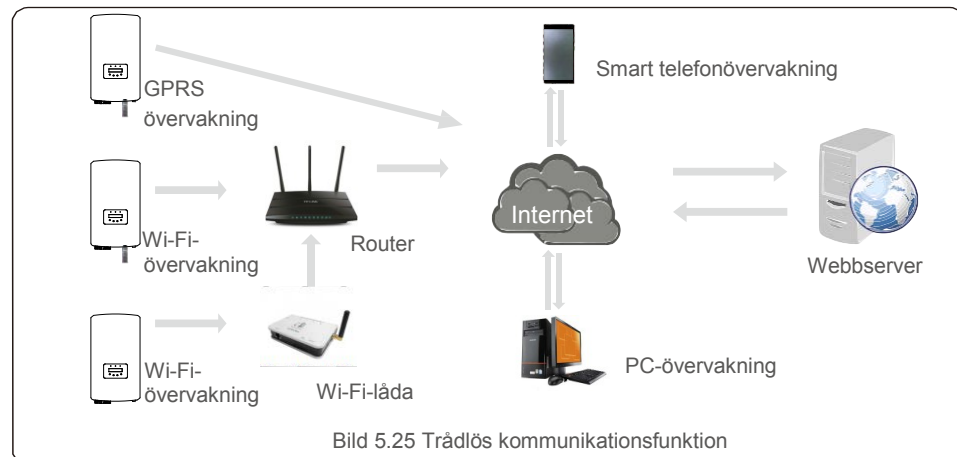 GPRS
övervakning
Smart telefonövervakning
Internet
Wi-Fi-
övervakning
Router
Webbserver
Wi-Fi-
övervakning
Wi-Fi-låda
PC-övervakning
Bild 5.25 Trådlös kommunikationsfunktion